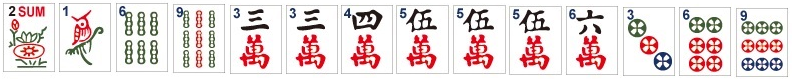 2 SUM 1 6 9 3 3 4 5 5 5 6 3 6 9
三 三 四 伍 伍 伍 六
萬 萬 萬 萬 萬 萬 萬